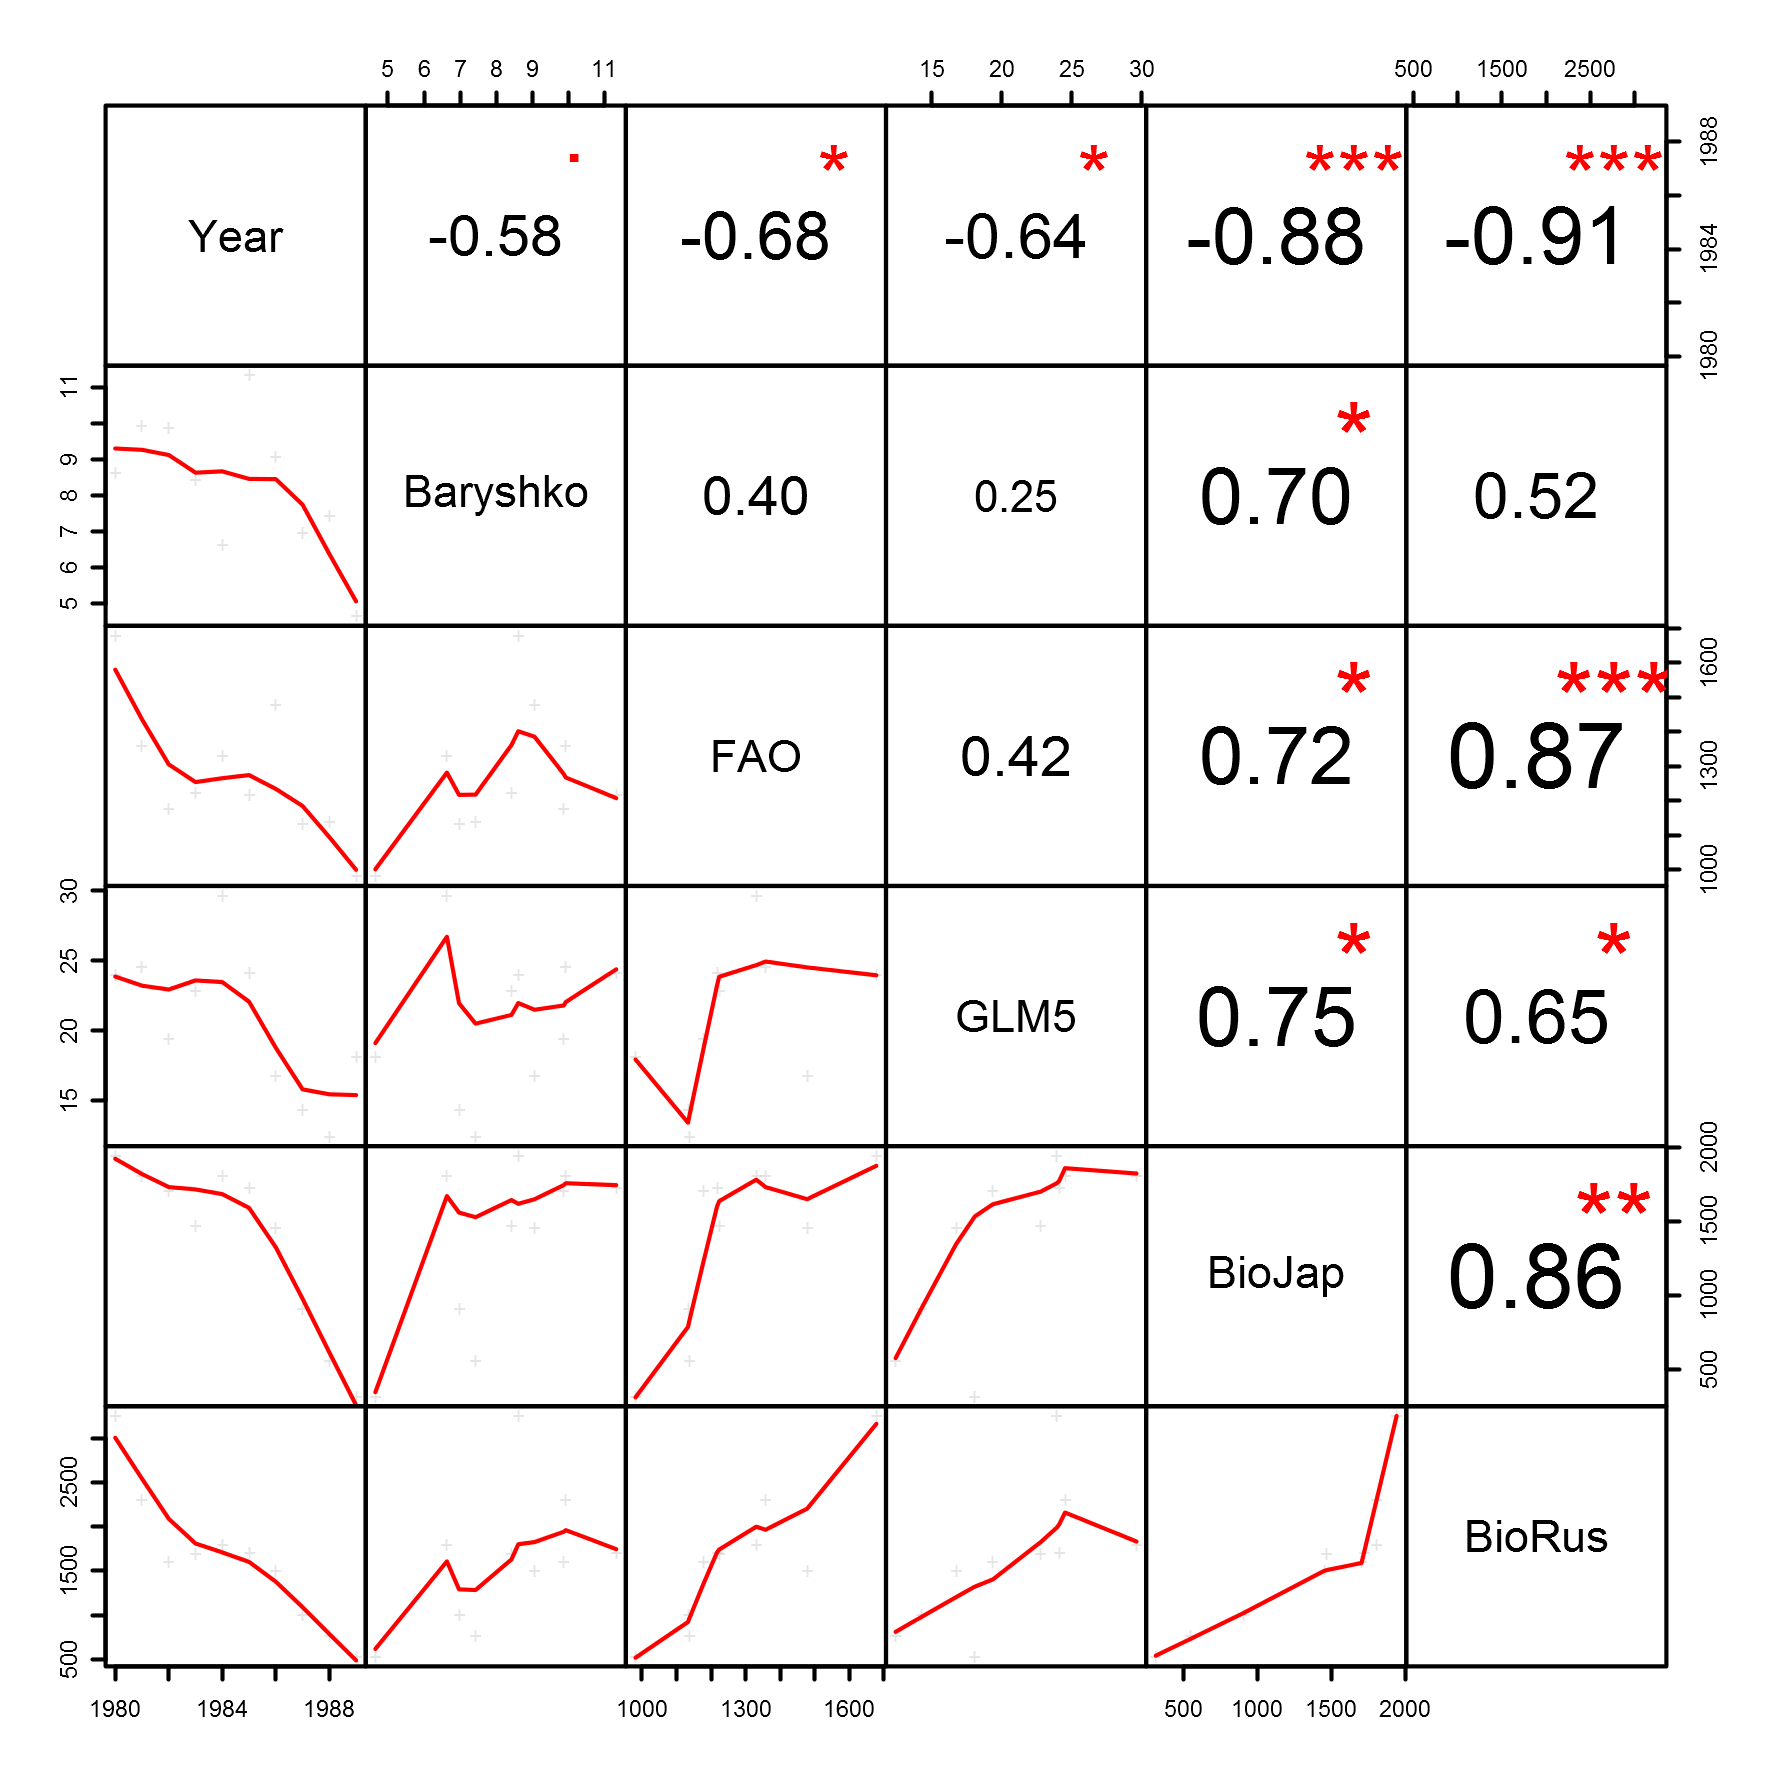 5 6 7 8 9 11 15 20 25 30 500 1500 2500
. * * *** ***
Year -0.58 -0.68 -0.64 -0.88 -0.91
1980 1984 1988
*
Baryshko 0.40 0.25 0.70 0.52
5 6 7 8 9 11
* ***
FAO 0.42 0.72 0.87
1000 1300 1600
* *
GLM5 0.75 0.65
15 20 25 30
**
BioJap 0.86
500 1000 1500 2000
BioRus
500 1500 2500
1980 1984 1988 1000 1300 1600 500 1000 1500 2000